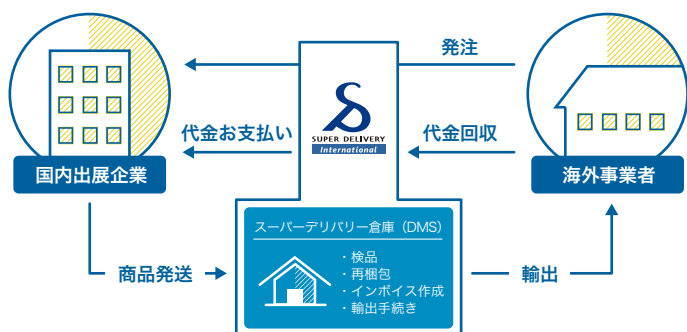 発注
SUPER DELIVERY
International
代金お支払い
代金回収
国内出展企業
海外事業者
スーパーデリバリー倉庫（DMS）
・検品
・再梱包
・インボイス作成
・輸出手続き
商品発送
輸出